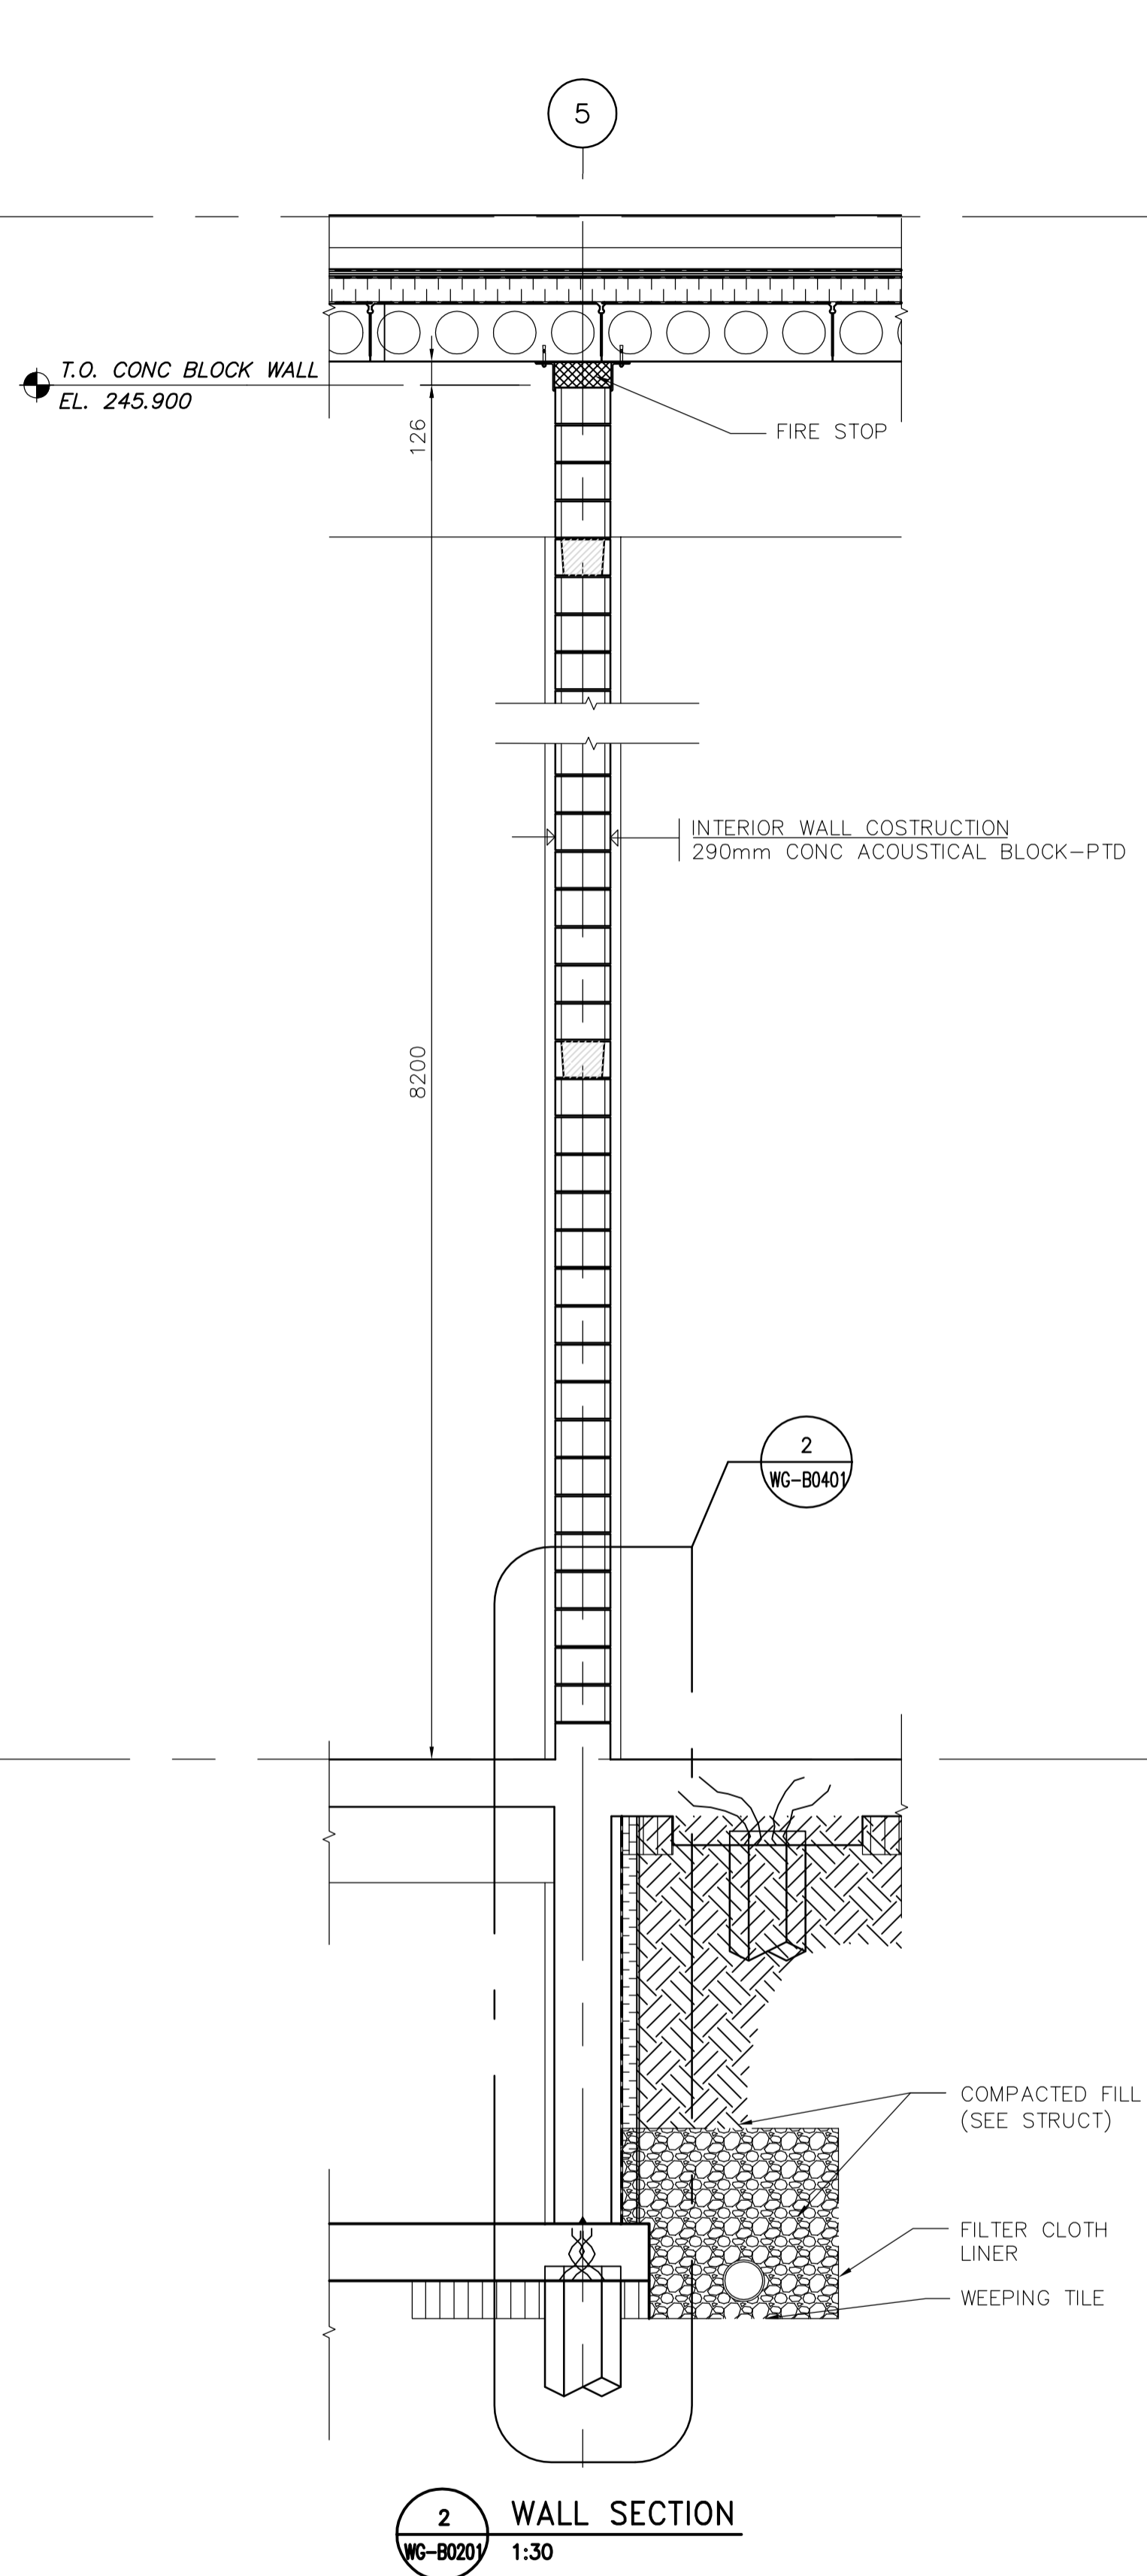 5
T.O. CONC BLOCK WALL
EL. 245.900
126
FIRE STOP
INTERIOR WALL COSTRUCTION
290mm CONC ACOUSTICAL BLOCK-PTD
8200
2
WG-B0401
COMPACTED FILL
(SEE STRUCT)
FILTER CLOTH
LINER
WEEPING TILE
2
WG-B0201
WALL SECTION
1:30